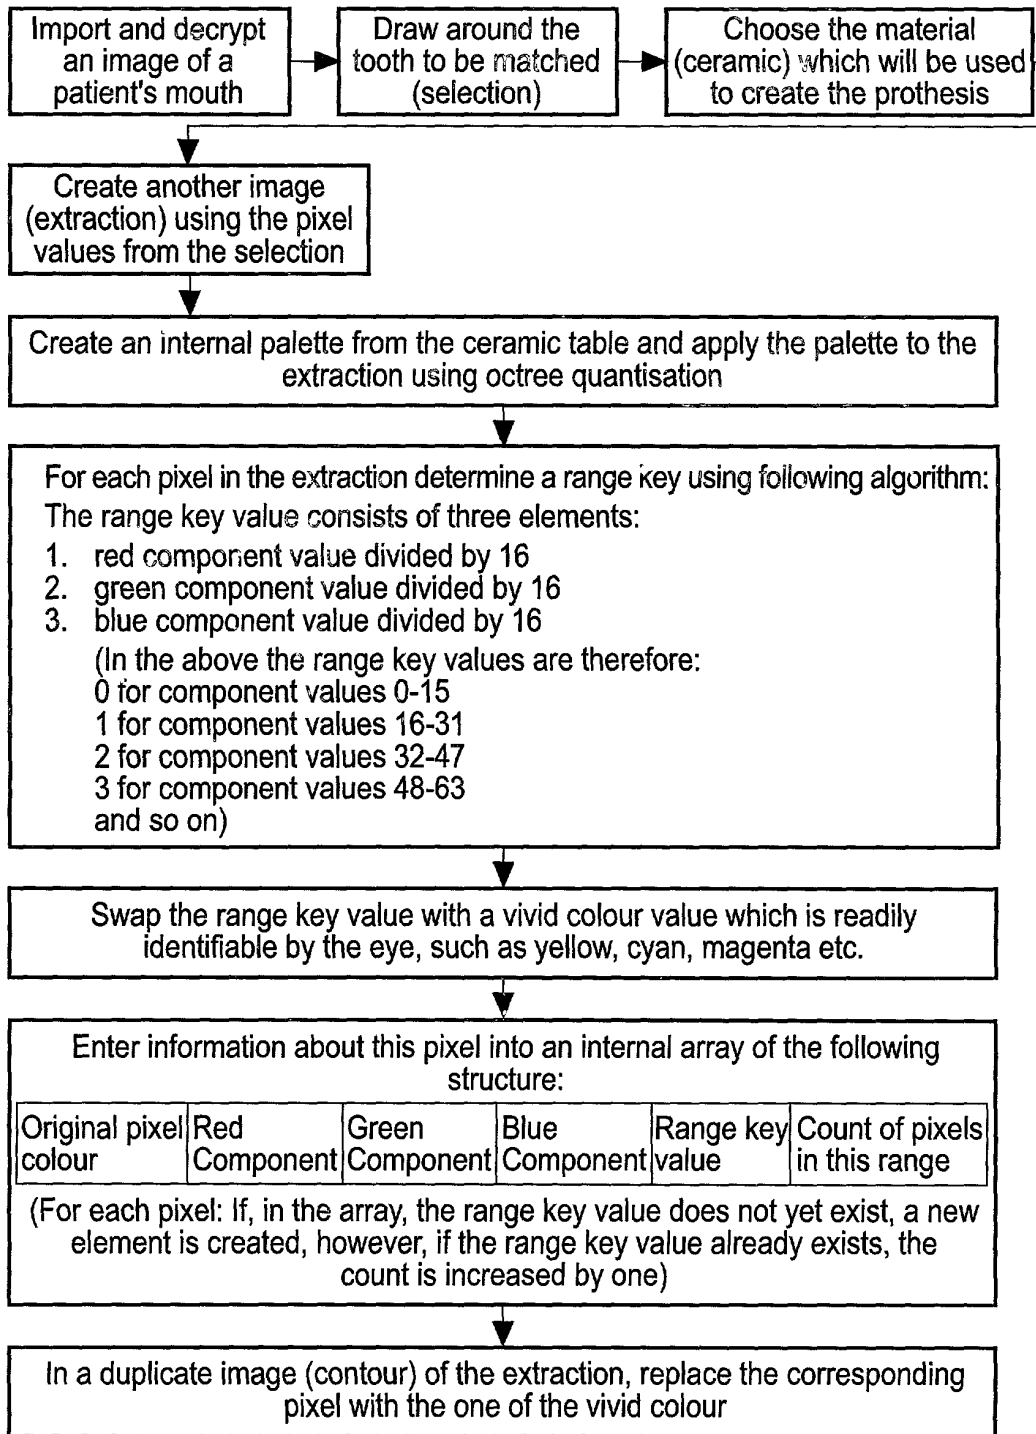 Import and decrypt
an image of a
patient's mouth
Draw around the
tooth to be matched
(selection)
Choose the material
(ceramic) which will be used
to create the prothesis
Create another image
(extraction) using the pixel
values from the selection
Create an internal palette from the ceramic table and apply the palette to the
extraction using octree quantisation
For each pixel in the extraction determine a range key using following algorithm:
The range key value consists of three elements:
1. red component value divided by 16
2. green component value divided by 16
3. blue component value divided by 16
(In the above the range key values are therefore:
0 for component values 0-15
1 for component values 16-31
2 for component values 32-47
3 for component values 48-63
and so on)
Swap the range key value with a vivid colour value which is readily
identifiable by the eye, such as yellow, cyan, magenta etc.
Enter information about this pixel into an internal array of the following
structure:
Original pixel
colour
Red
Component
Green
Component
Blue
Component
Range key
value
Count of pixels
in this range
(For each pixel: If, in the array, the range key value does not yet exist, a new
element is created, however, if the range key value already exists, the
count is increased by one)
In a duplicate image (contour) of the extraction, replace the corresponding
pixel with the one of the vivid colour